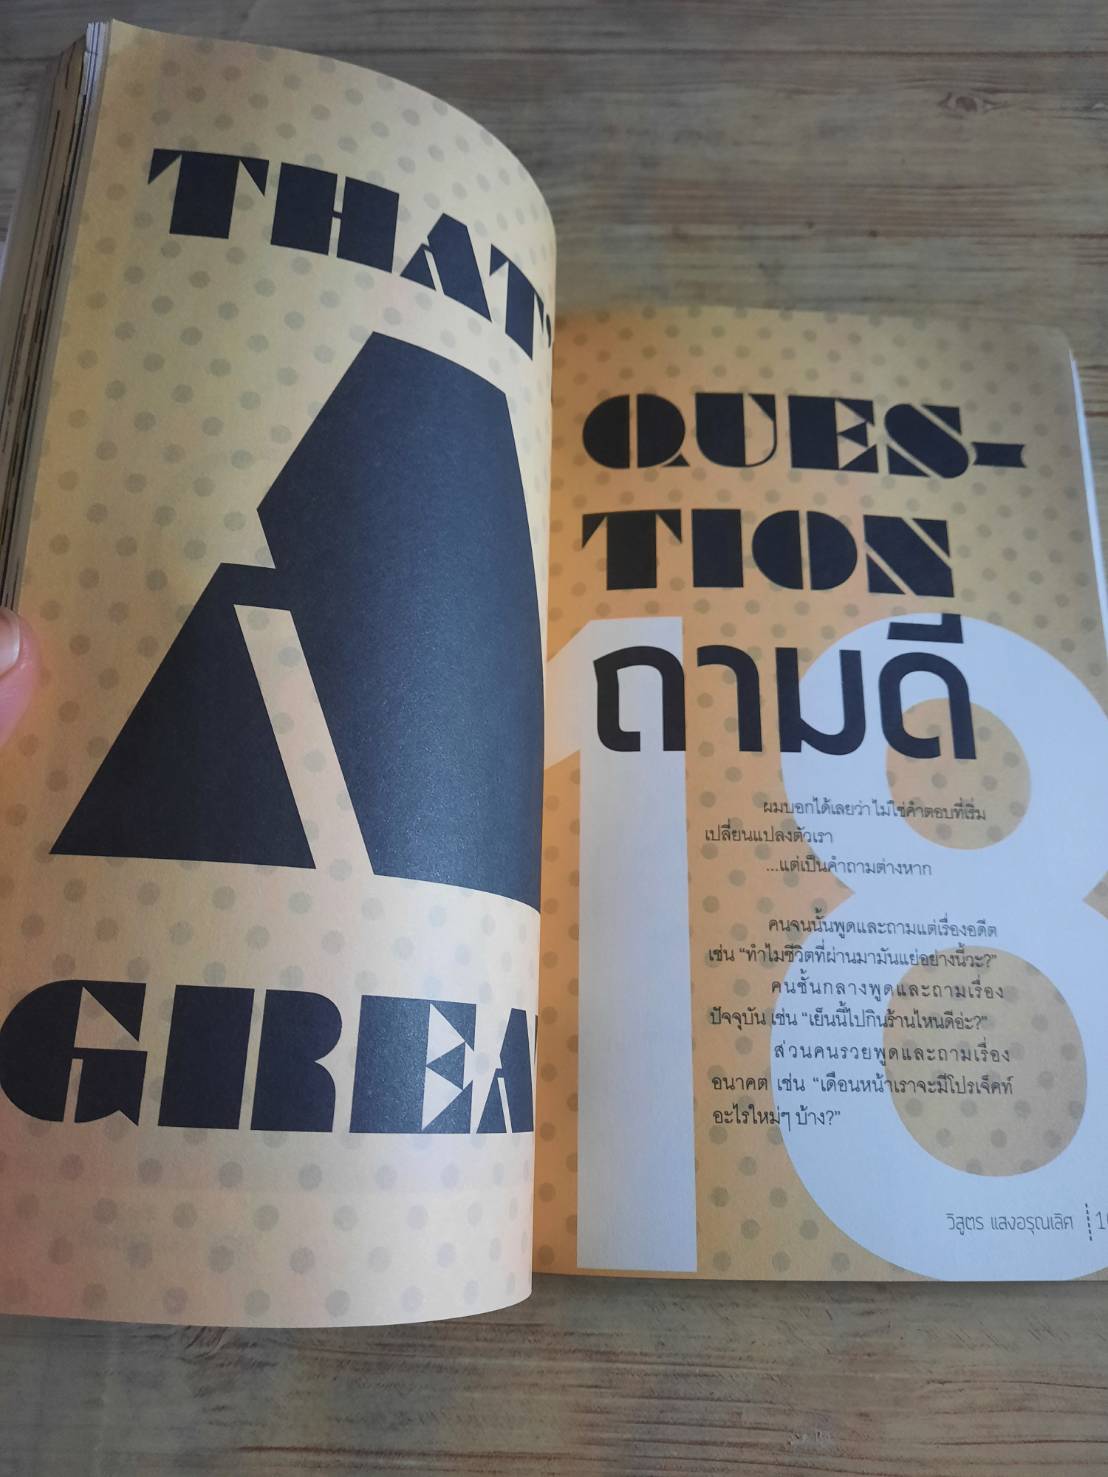 THAT'
A
GREA
QUES-
TION
18
ถามดี
ผมบอกได้เลยว่า ไม่ใช่คำตอบที่เริ่ม
เปลี่ยนแปลงตัวเรา
...แต่เป็นคำถามต่างหาก
คนจนนั้นพูดและถามแต่เรื่องอดีต
เช่น “ทำไมชีวิตที่ผ่านมามันแย่อย่างนี้วะ?”
คนชั้นกลางพูดและถามเรื่อง
ปัจจุบัน เช่น “เย็นนี้ไปกินร้านไหนดีอ่ะ?”
ส่วนคนรวยพูดและถามเรื่อง
อนาคต เช่น “เดือนหน้าเราจะมีโปรเจ็คท์
อะไรใหม่ๆ บ้าง?”
วิสูตร แสงอรุณเลิศ